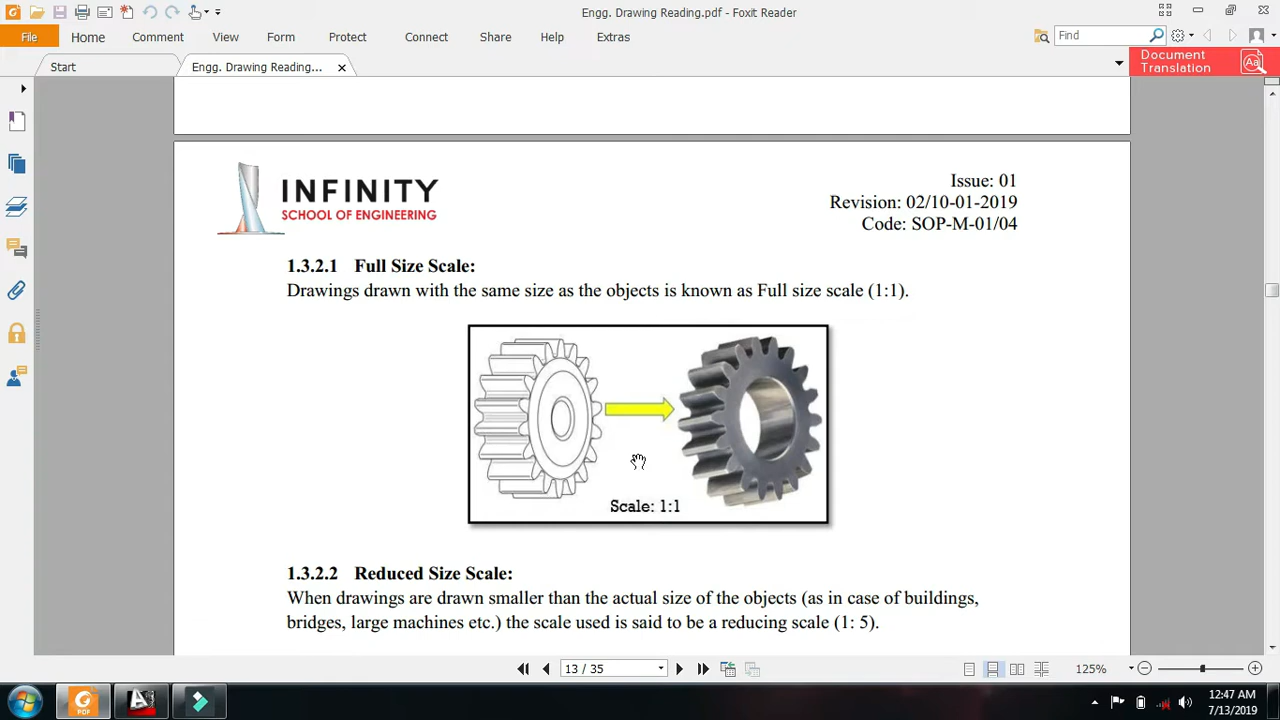 Engg. Drawing Reading.pdf - Foxit Reader
File Home Comment View Form Protect Connect Share Help Extras Find
Start Engg. Drawing Reading...
Document
Translation
INFINITY
SCHOOL OF ENGINEERING
Issue: 01
Revision: 02/10-01-2019
Code: SOP-M-01/04
1.3.2.1 Full Size Scale:
Drawings drawn with the same size as the objects is known as Full size scale (1:1).
Scale: 1:1
1.3.2.2 Reduced Size Scale:
When drawings are drawn smaller than the actual size of the objects (as in case of buildings,
bridges, large machines etc.) the scale used is said to be a reducing scale (1: 5).
13 / 35
125%
12:47 AM
7/13/2019